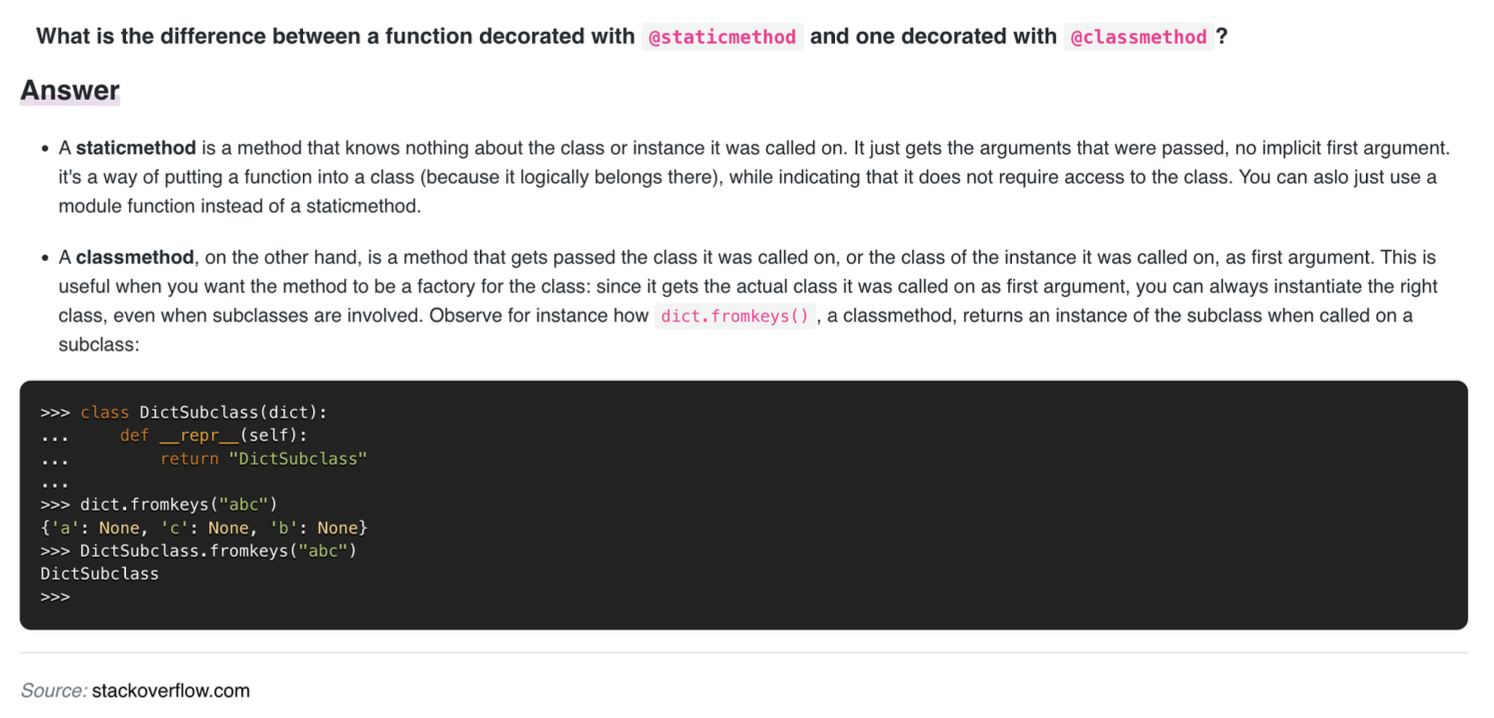 What is the difference between a function decorated with @staticmethod and one decorated with @classmethod ?
Answer
• A staticmethod is a method that knows nothing about the class or instance it was called on. It just gets the arguments that were passed, no implicit first argument.
it's a way of putting a function into a class (because it logically belongs there), while indicating that it does not require access to the class. You can aslo just use a
module function instead of a staticmethod.
• A classmethod, on the other hand, is a method that gets passed the class it was called on, or the class of the instance it was called on, as first argument. This is
useful when you want the method to be a factory for the class: since it gets the actual class it was called on as first argument, you can always instantiate the right
class, even when subclasses are involved. Observe for instance how dict.fromkeys() , a classmethod, returns an instance of the subclass when called on a
subclass:
>>> class DictSubclass(dict):
...     def __repr__(self):
...         return "DictSubclass"
...
>>> dict.fromkeys("abc")
{'a': None, 'c': None, 'b': None}
>>> DictSubclass.fromkeys("abc")
DictSubclass
>>>
Source: stackoverflow.com